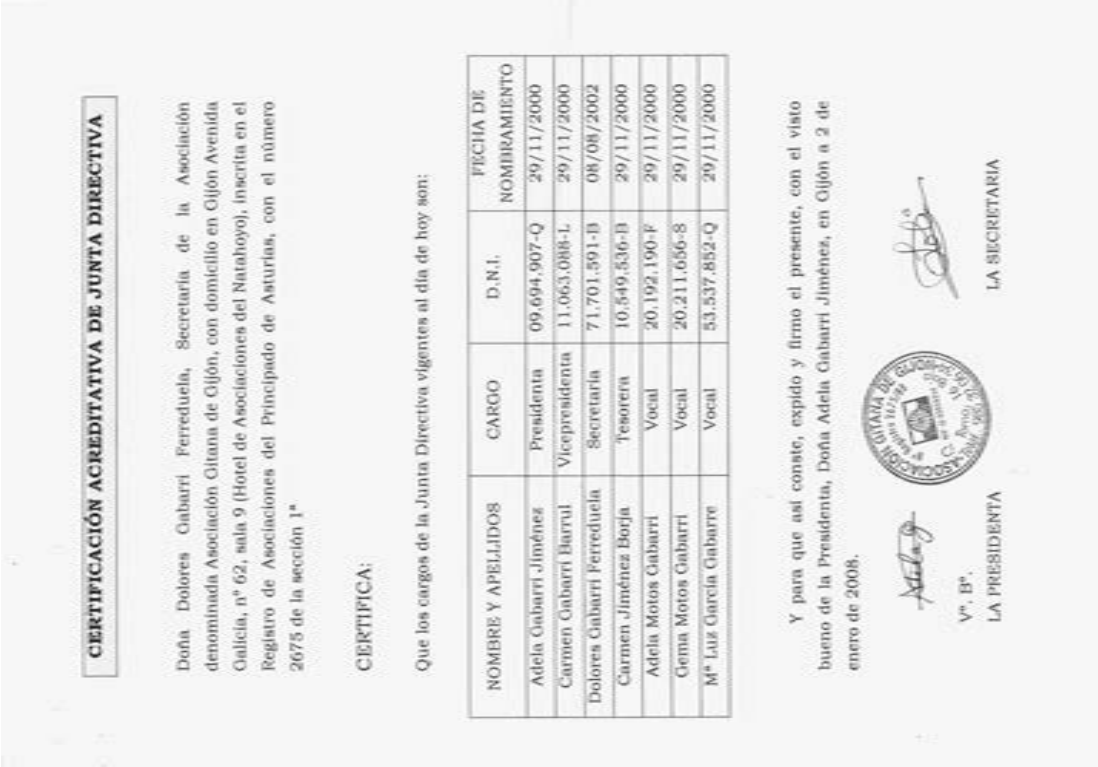 CERTIFICACIÓN ACREDITATIVA DE JUNTA DIRECTIVA
Doña Dolores Gabarri Ferreduela, Secretaria de la Asociación
denominada Asociación Gitana de Gijón, con domicilio en Gijón Avenida
Galicia, nº 62, sala 9 (Hotel de Asociaciones del Natahoyo), inscrita en el
Registro de Asociaciones del Principado de Asturias, con el número
2675 de la sección 1ª
CERTIFICA:
Que los cargos de la Junta Directiva vigentes al día de hoy son:
NOMBRE Y APELLIDOS CARGO D.N.I. FECHA DE NOMBRAMIENTO
Adela Gabarri Jiménez Presidenta 09.694.907-Q 29/11/2000
Carmen Gabarri Barrul Vicepresidenta 11.063.088-L 29/11/2000
Dolores Gabarri Ferreduela Secretaria 71.701.591-B 08/08/2002
Carmen Jiménez Borja Tesorera 10.549.536-B 29/11/2000
Adela Motos Gabarri Vocal 20.192.190-F 29/11/2000
Gema Motos Gabarri Vocal 20.211.656-S 29/11/2000
Mª Luz García Gabarre Vocal 53.537.852-Q 29/11/2000
Y para que así conste, expido y firmo el presente, con el visto
bueno de la Presidenta, Doña Adela Gabarri Jiménez, en Gijón a 2 de
enero de 2008.
Adela G
ASOCIACIÓN GITANA DE GIJON
Vº. Bº.
LA PRESIDENTA LA SECRETARIA